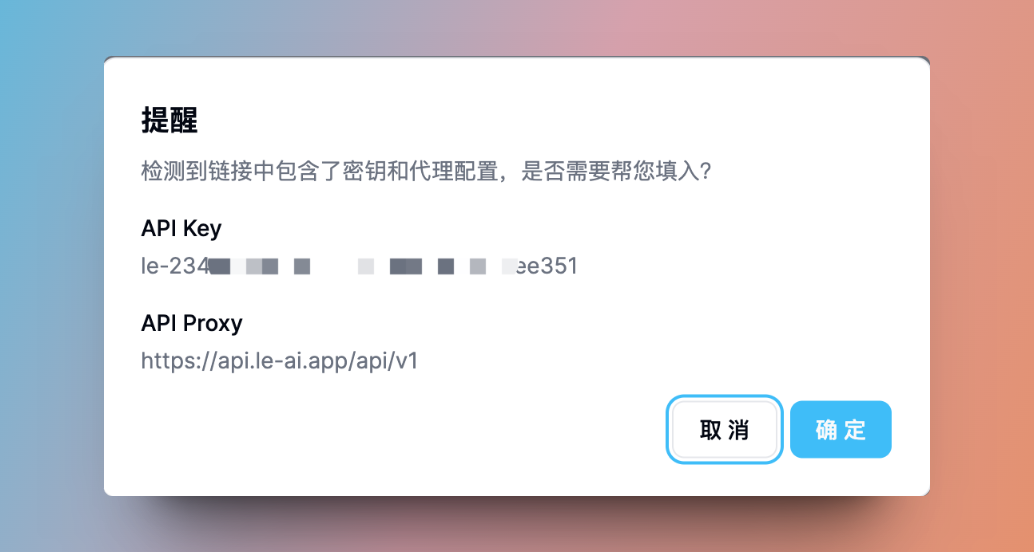 提醒
检测到链接中包含了密钥和代理配置，是否需要帮您填入？
API Key
le-234 ee351
API Proxy
https://api.le-ai.app/api/v1
取 消 确 定